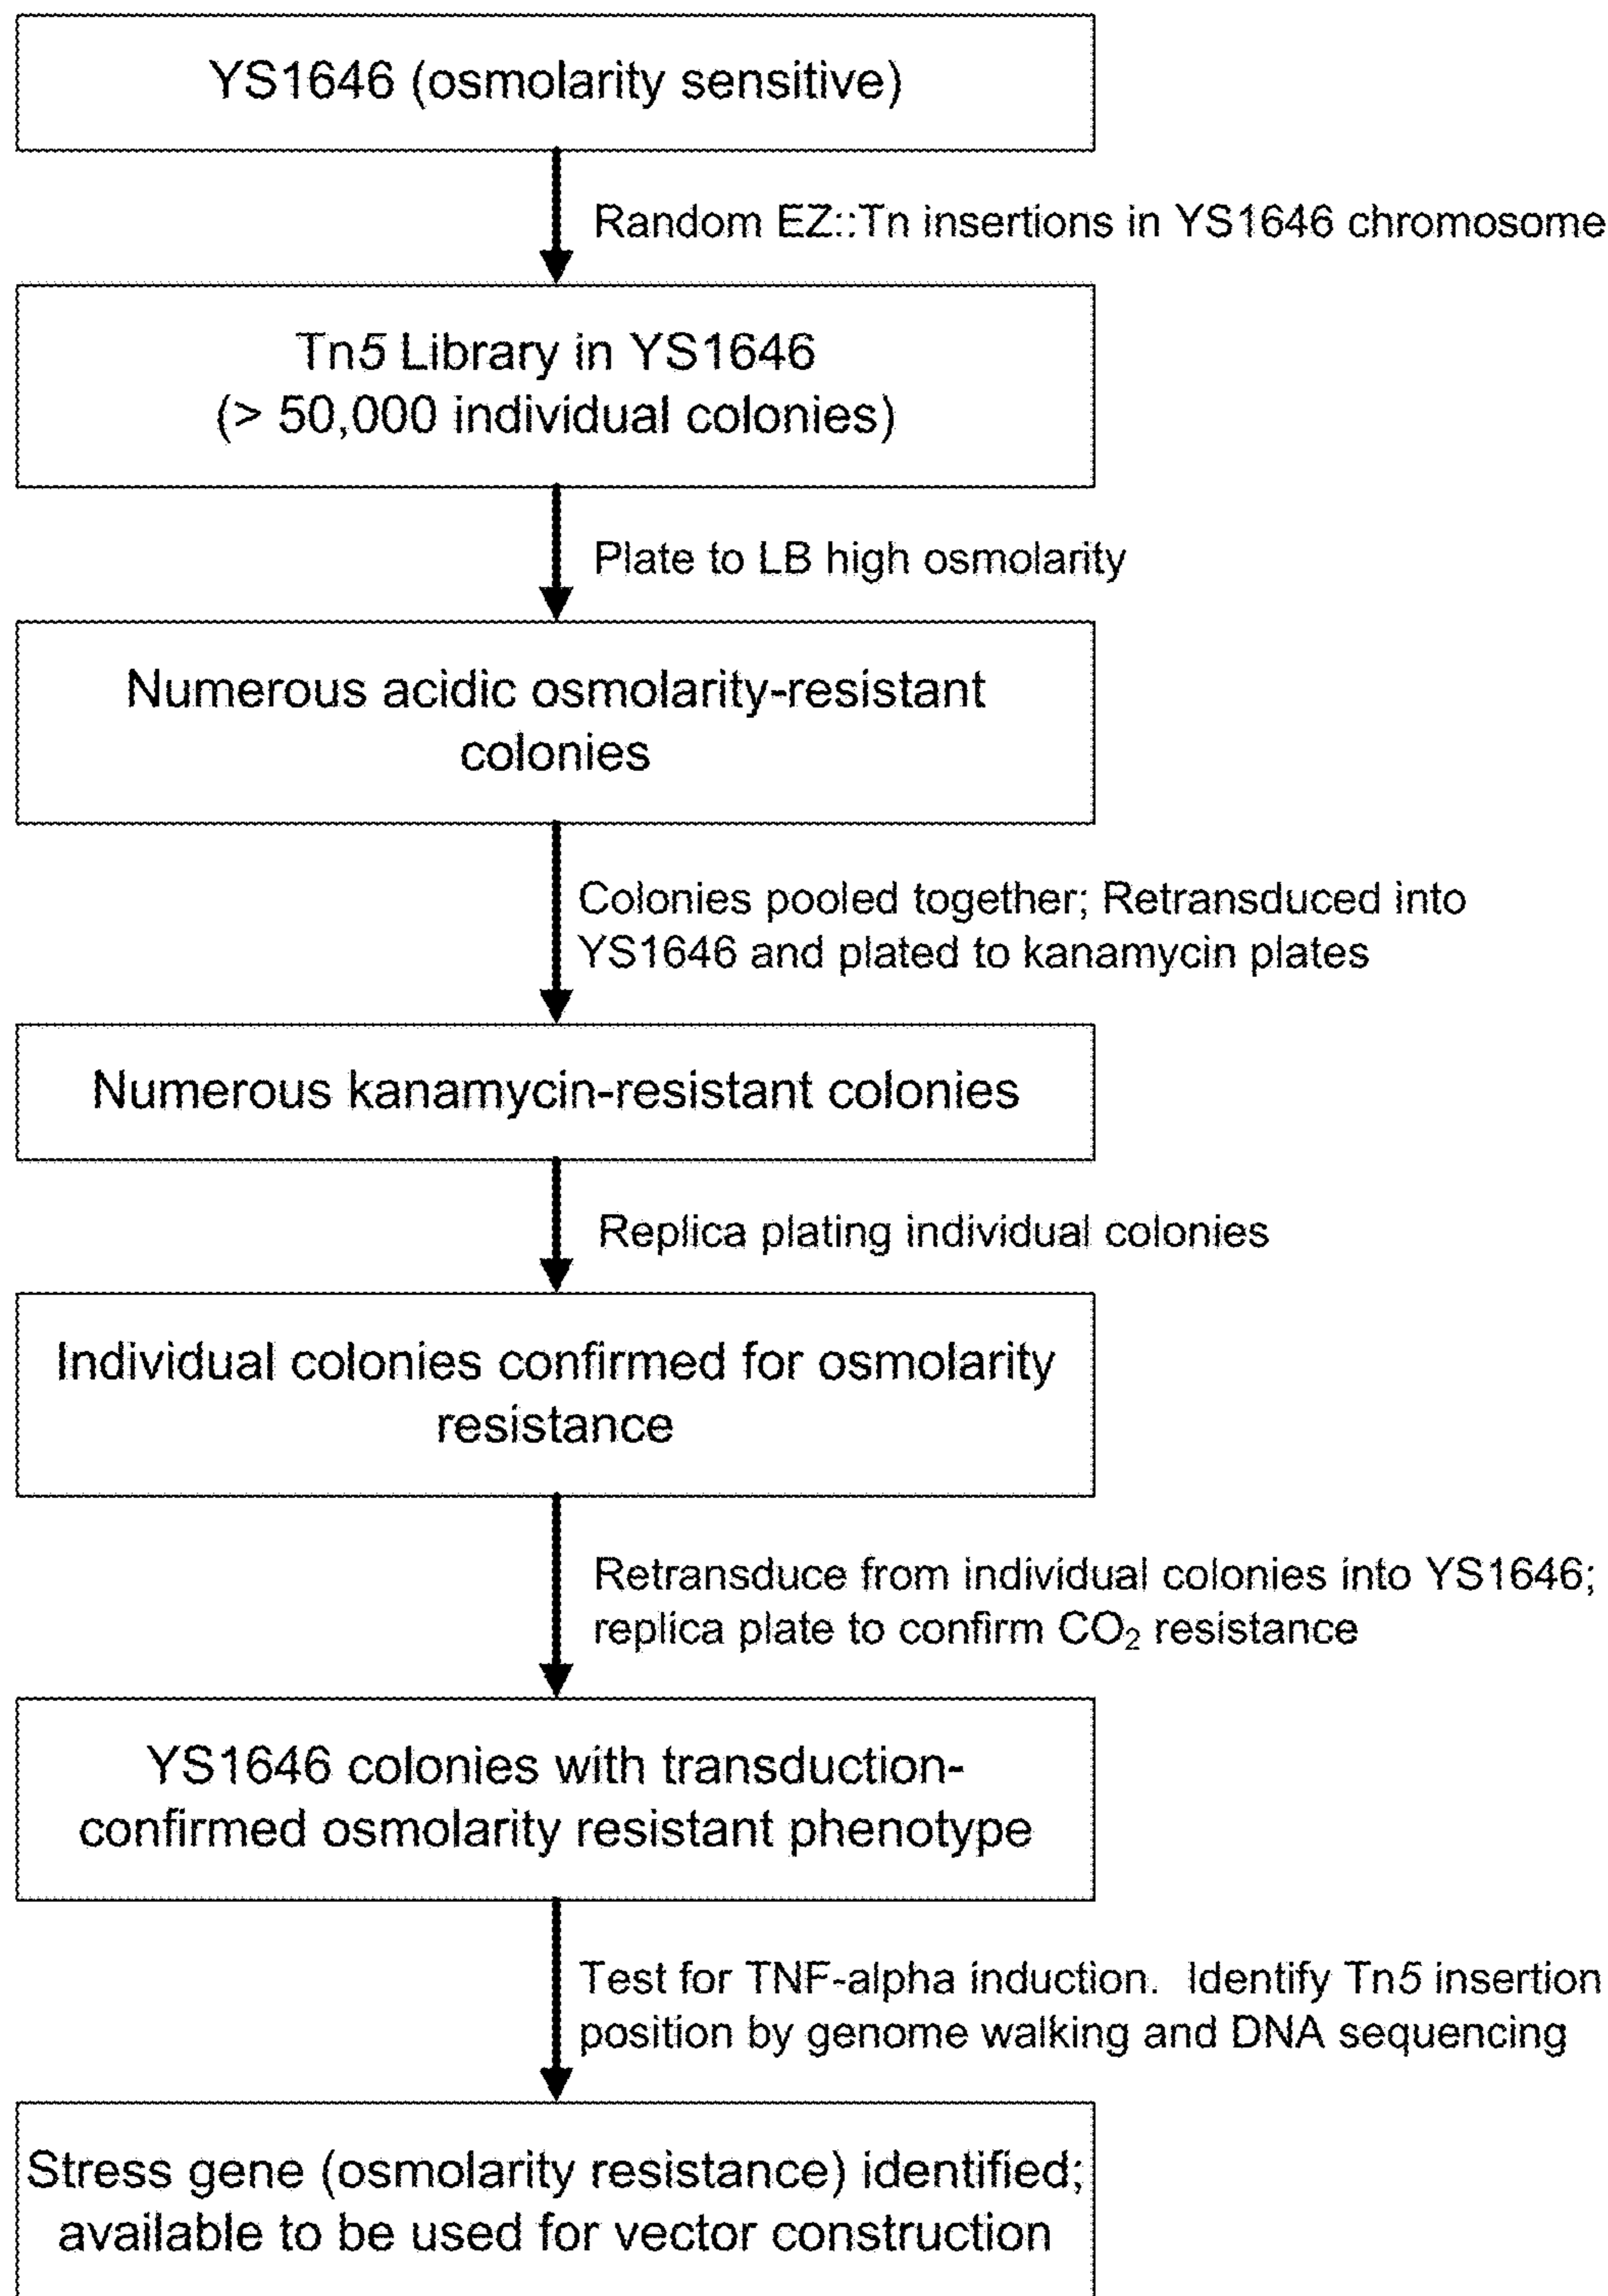 YS1646 (osmolarity sensitive)
Random EZ::Tn insertions in YS1646 chromosome
Tn5 Library in YS1646
(> 50,000 individual colonies)
Plate to LB high osmolarity
Numerous acidic osmolarity-resistant
colonies
Colonies pooled together; Retransduced into
YS1646 and plated to kanamycin plates
Numerous kanamycin-resistant colonies
Replica plating individual colonies
Individual colonies confirmed for osmolarity
resistance
Retransduce from individual colonies into YS1646;
replica plate to confirm CO₂ resistance
YS1646 colonies with transduction-
confirmed osmolarity resistant phenotype
Test for TNF-alpha induction.  Identify Tn5 insertion
position by genome walking and DNA sequencing
Stress gene (osmolarity resistance) identified;
available to be used for vector construction